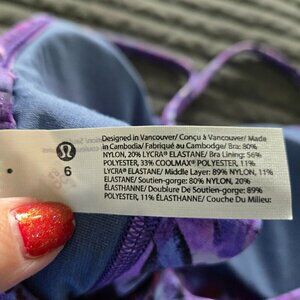 Designed in Vancouver/ Conçu à Vancouver/ Made
in Cambodia/ Fabriqué au Cambodge/ Bra: 80%
NYLON, 20% LYCRA® ELASTANE/ Bra Lining: 56%
POLYESTER, 33% COOLMAX® POLYESTER, 11%
LYCRA® ELASTANE/ Middle Layer: 89% NYLON, 11%
ELASTANE/ Soutien-gorge: 80% NYLON, 20%
ÉLASTHANNE/ Doublure De Soutien-gorge: 89%
POLYESTER, 11% ÉLASTHANNE/ Couche Du Milieu:
6